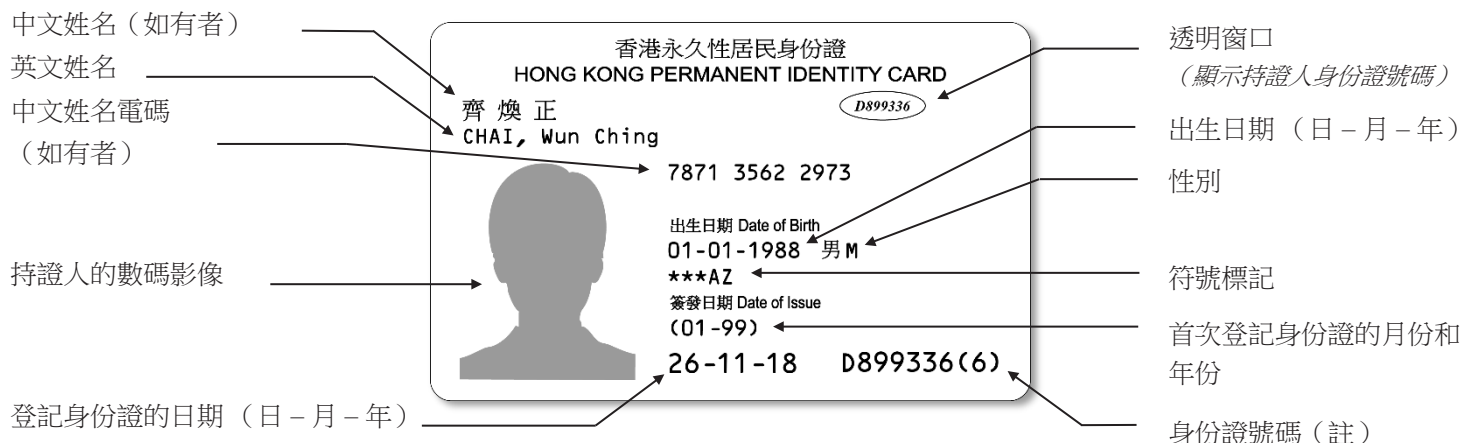 中文姓名（如有者）
英文姓名
中文姓名電碼
（如有者）
持證人的數碼影像
登記身份證的日期（日 – 月 – 年）
香港永久性居民身份證
HONG KONG PERMANENT IDENTITY CARD
D899336
齊 煥 正
CHAI, Wun Ching
7871 3562 2973
出生日期 Date of Birth
01-01-1988 男M
***AZ
簽發日期 Date of Issue
(01-99)
26-11-18 D899336(6)
透明窗口
（顯示持證人身份證號碼）
出生日期（日 – 月 – 年）
性別
符號標記
首次登記身份證的月份和
年份
身份證號碼（註）